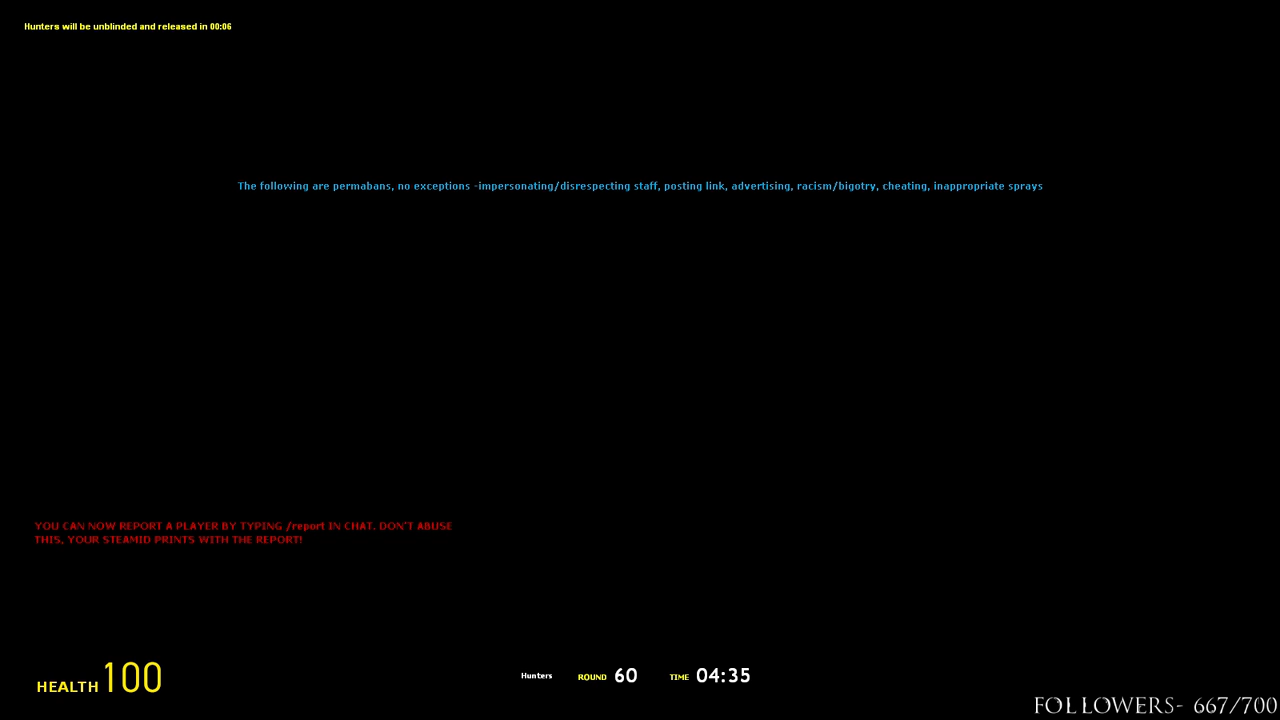 Hunters will be unblinded and released in 00:06
The following are permabans, no exceptions -impersonating/disrespecting staff, posting link, advertising, racism/bigotry, cheating, inappropriate sprays
YOU CAN NOW REPORT A PLAYER BY TYPING /report IN CHAT. DON'T ABUSE
THIS, YOUR STEAMID PRINTS WITH THE REPORT!
HEALTH 100
Hunters ROUND 60 TIME 04:35
FOLLOWERS- 667/700